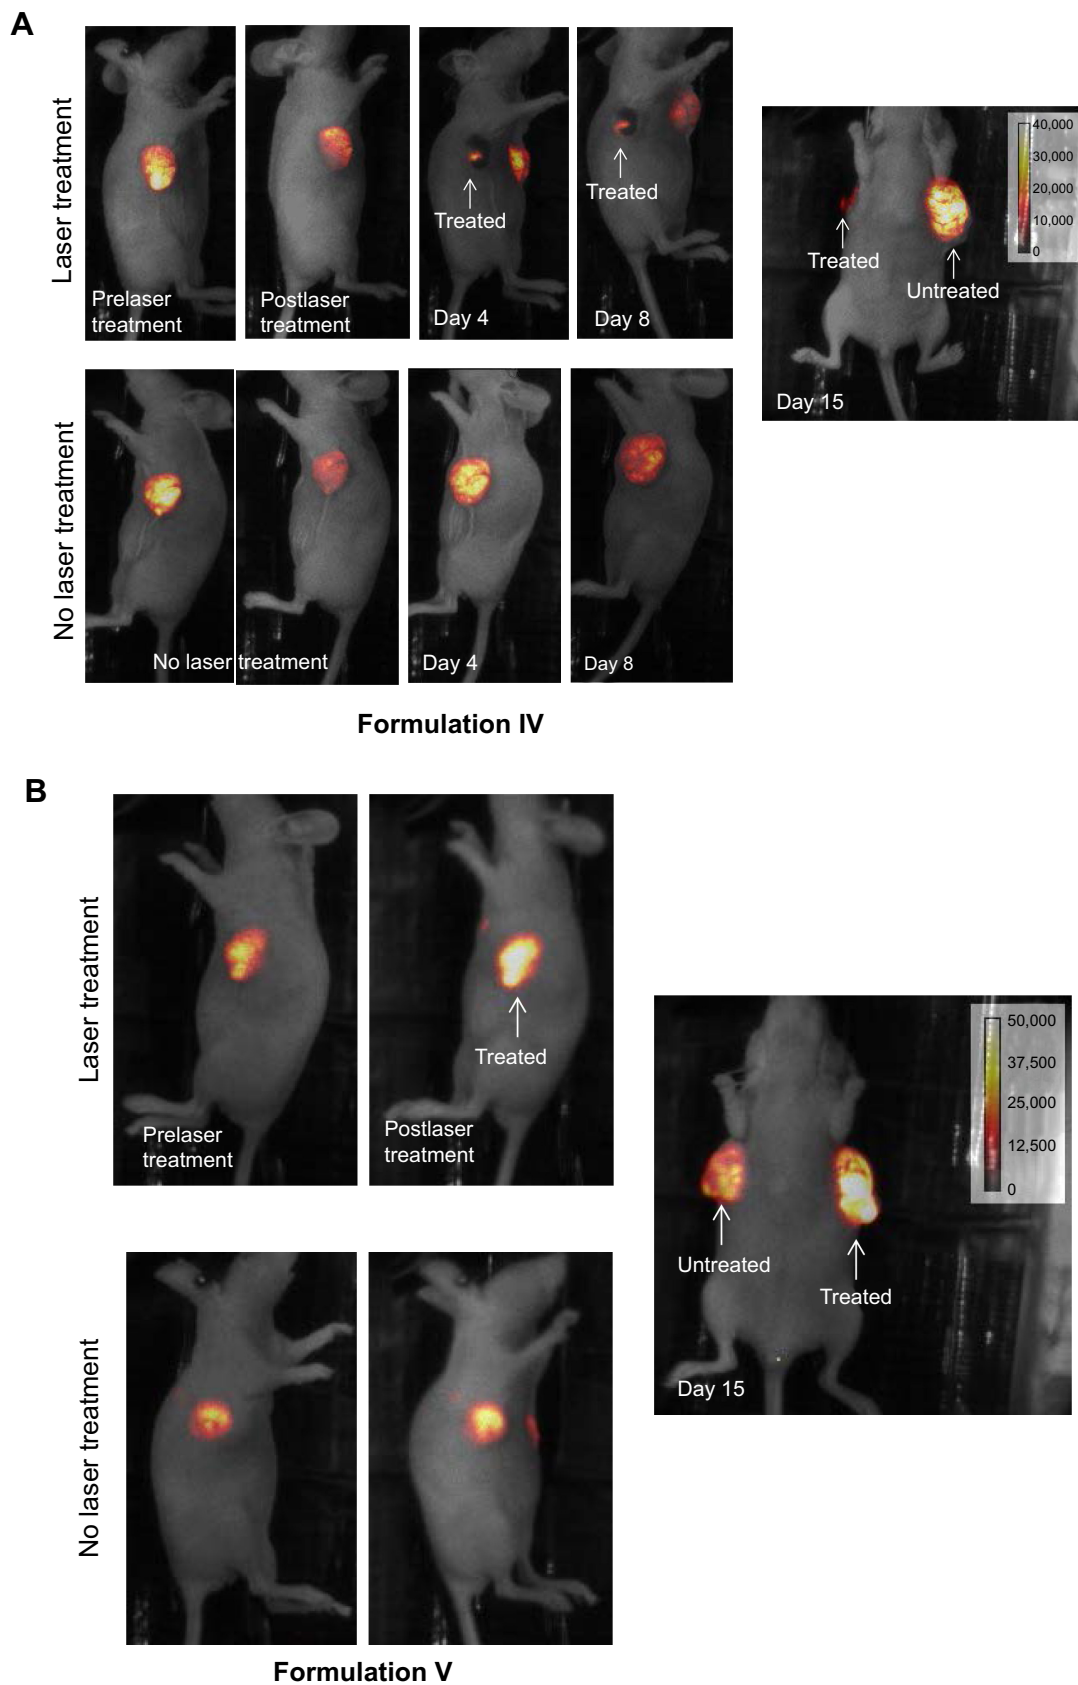 A
Laser treatment
Prelaser
treatment
Postlaser
treatment
Treated
Day 4
Treated
Day 8
40,000
30,000
20,000
10,000
0
Treated
Untreated
Day 15
No laser treatment
No laser treatment
Day 4
Day 8
Formulation IV
B
Laser treatment
Prelaser
treatment
Treated
Postlaser
treatment
50,000
37,500
25,000
12,500
0
Untreated
Treated
Day 15
No laser treatment
Formulation V